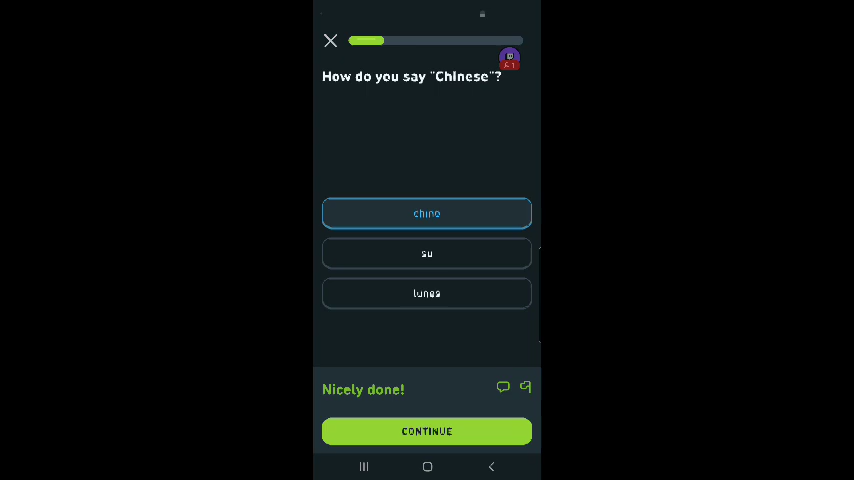 How do you say "Chinese"?
chino
su
lunes
Nicely done!
CONTINUE